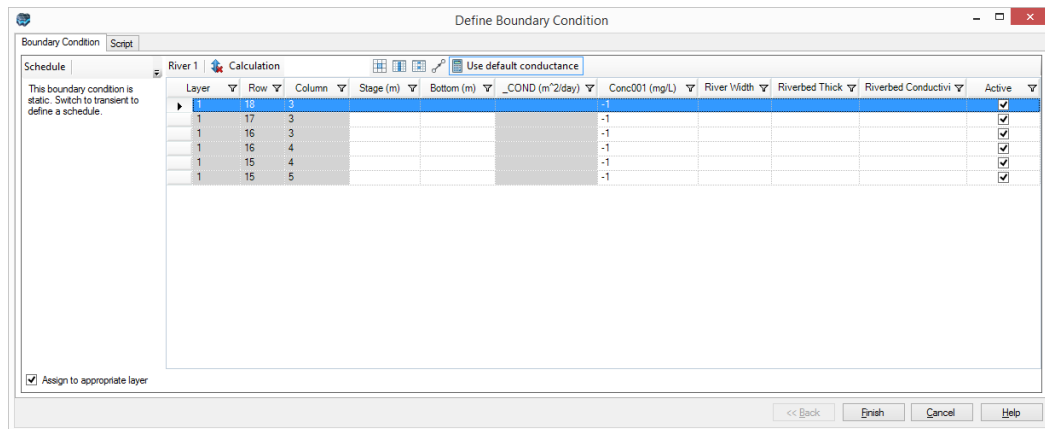 Define Boundary Condition
Boundary Condition Script
Schedule
This boundary condition is
static. Switch to transient to
define a schedule.
River 1 Calculation Use default conductance
Layer Row Column Stage (m) Bottom (m) _COND (m^2/day) Conc001 (mg/L) River Width Riverbed Thick Riverbed Conductivi Active
1 18 3 -1
1 17 3 -1
1 16 3 -1
1 16 4 -1
1 15 4 -1
1 15 5 -1
Assign to appropriate layer
<< Back Finish Cancel Help